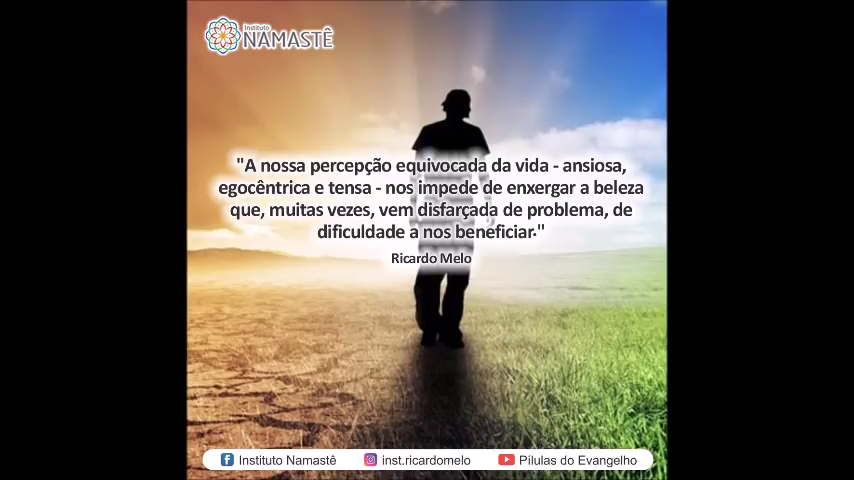 Instituto
NAMASTÊ
"A nossa percepção equivocada da vida - ansiosa,
egocêntrica e tensa - nos impede de enxergar a beleza
que, muitas vezes, vem disfarçada de problema, de
dificuldade a nos beneficiar."
Ricardo Melo
Instituto Namastê inst.ricardomelo Pílulas do Evangelho